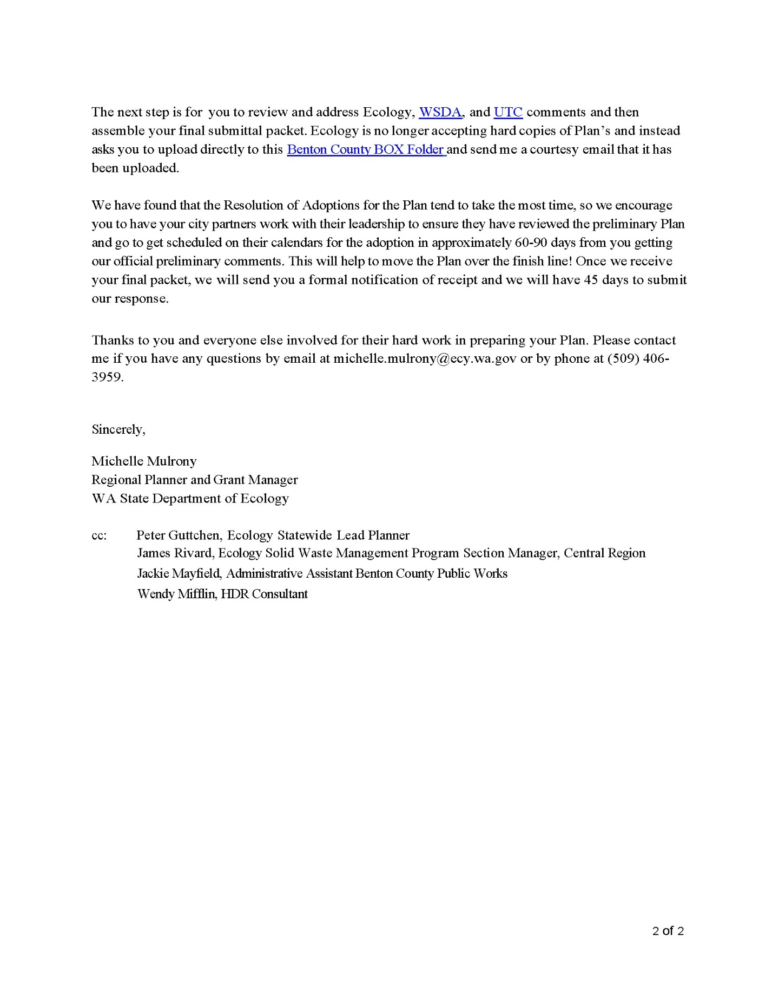 The next step is for you to review and address Ecology, WSDA, and UTC comments and then
assemble your final submittal packet. Ecology is no longer accepting hard copies of Plan’s and instead
asks you to upload directly to this Benton County BOX Folder and send me a courtesy email that it has
been uploaded.
We have found that the Resolution of Adoptions for the Plan tend to take the most time, so we encourage
you to have your city partners work with their leadership to ensure they have reviewed the preliminary Plan
and go to get scheduled on their calendars for the adoption in approximately 60-90 days from you getting
our official preliminary comments. This will help to move the Plan over the finish line! Once we receive
your final packet, we will send you a formal notification of receipt and we will have 45 days to submit
our response.
Thanks to you and everyone else involved for their hard work in preparing your Plan. Please contact
me if you have any questions by email at michelle.mulrony@ecy.wa.gov or by phone at (509) 406-
3959.
Sincerely,
Michelle Mulrony
Regional Planner and Grant Manager
WA State Department of Ecology
cc: Peter Guttchen, Ecology Statewide Lead Planner
James Rivard, Ecology Solid Waste Management Program Section Manager, Central Region
Jackie Mayfield, Administrative Assistant Benton County Public Works
Wendy Mifflin, HDR Consultant
2 of 2